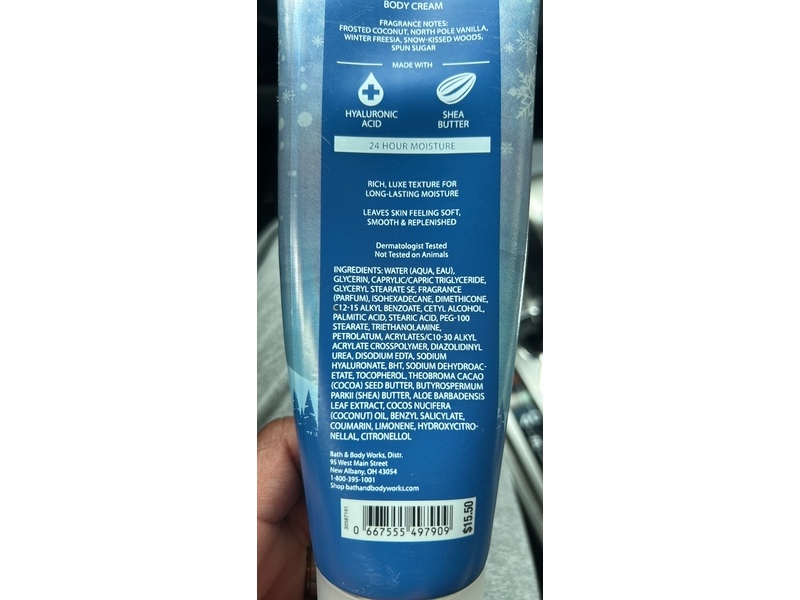 BODY CREAM
FRAGRANCE NOTES:
FROSTED COCONUT, NORTH POLE VANILLA,
WINTER FREESIA, SNOW-KISSED WOODS,
SPUN SUGAR
MADE WITH
HYALURONIC
ACID
SHEA
BUTTER
24 HOUR MOISTURE
RICH, LUXE TEXTURE FOR
LONG-LASTING MOISTURE
LEAVES SKIN FEELING SOFT,
SMOOTH & REPLENISHED
Dermatologist Tested
Not Tested on Animals
INGREDIENTS: WATER (AQUA, EAU),
GLYCERIN, CAPRYLIC/CAPRIC TRIGLYCERIDE,
GLYCERYL STEARATE SE, FRAGRANCE
(PARFUM), ISOHEXADECANE, DIMETHICONE,
C12-15 ALKYL BENZOATE, CETYL ALCOHOL,
PALMITIC ACID, STEARIC ACID, PEG-100
STEARATE, TRIETHANOLAMINE,
PETROLATUM, ACRYLATES/C10-30 ALKYL
ACRYLATE CROSSPOLYMER, DIAZOLIDINYL
UREA, DISODIUM EDTA, SODIUM
HYALURONATE, BHT, SODIUM DEHYDROAC-
ETATE, TOCOPHEROL, THEOBROMA CACAO
(COCOA) SEED BUTTER, BUTYROSPERMUM
PARKII (SHEA) BUTTER, ALOE BARBADENSIS
LEAF EXTRACT, COCOS NUCIFERA
(COCONUT) OIL, BENZYL SALICYLATE,
COUMARIN, LIMONENE, HYDROXYCITRO-
NELLAL, CITRONELLOL
Bath & Body Works, Distr.
95 West Main Street
New Albany, OH 43054
1-800-395-1001
Shop bathandbodyworks.com
0 667555 497909
$15.50